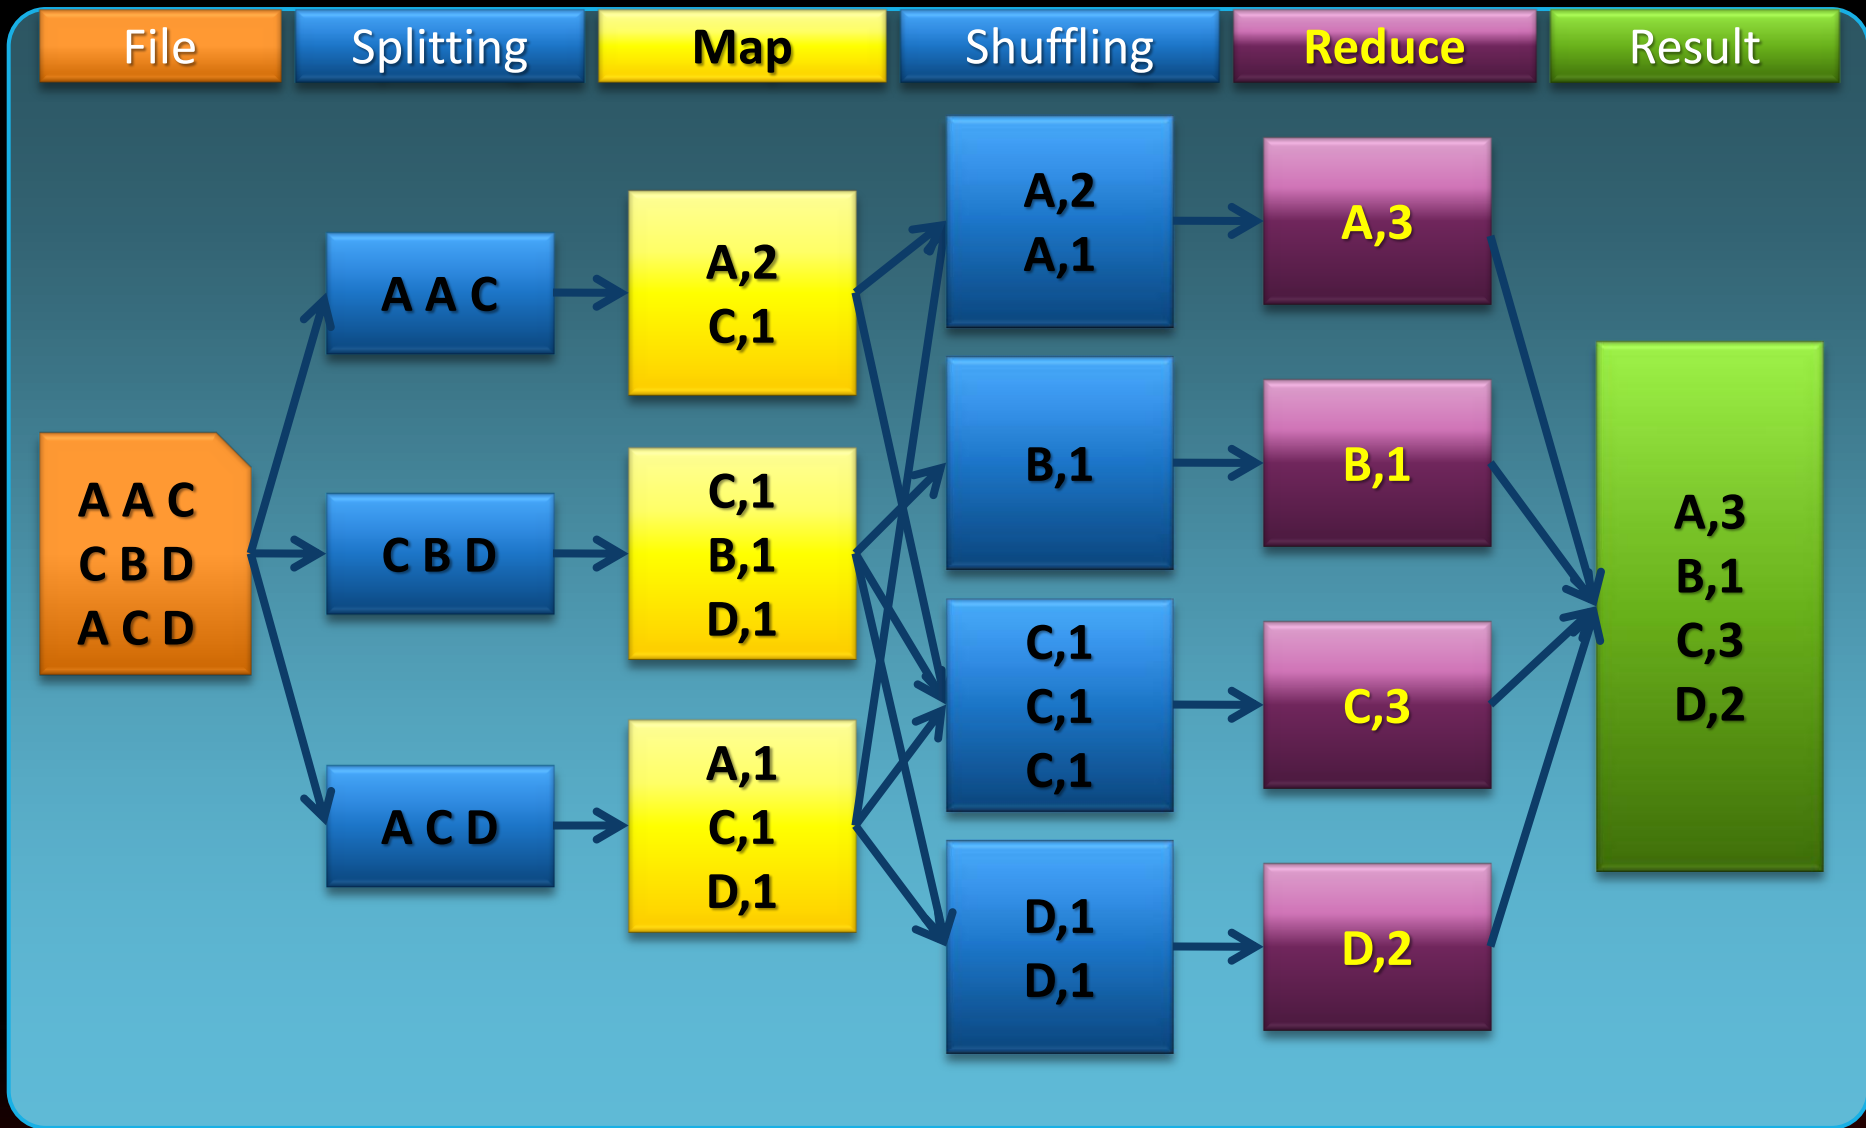 File
Splitting
Map
Shuffling
Reduce
Result
A A C
C B D
A C D
A A C
C B D
A C D
A,2
C,1
C,1
B,1
D,1
A,1
C,1
D,1
A,2
A,1
B,1
C,1
C,1
C,1
D,1
D,1
A,3
B,1
C,3
D,2
A,3
B,1
C,3
D,2